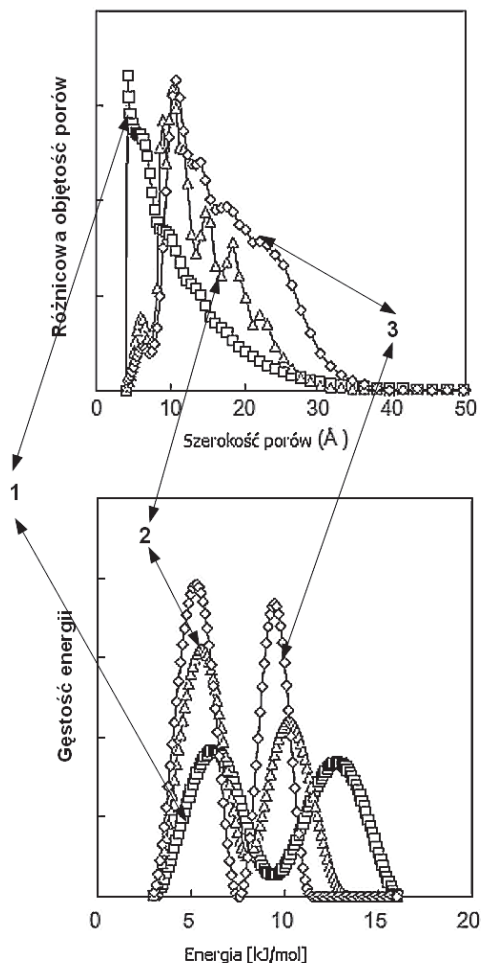 Różnicowa objętość porów
0 10 20 30 40 50
Szerokość porów (Å)
3
1
2
Gęstość energii
0 5 10 15 20
Energia [kJ/mol]